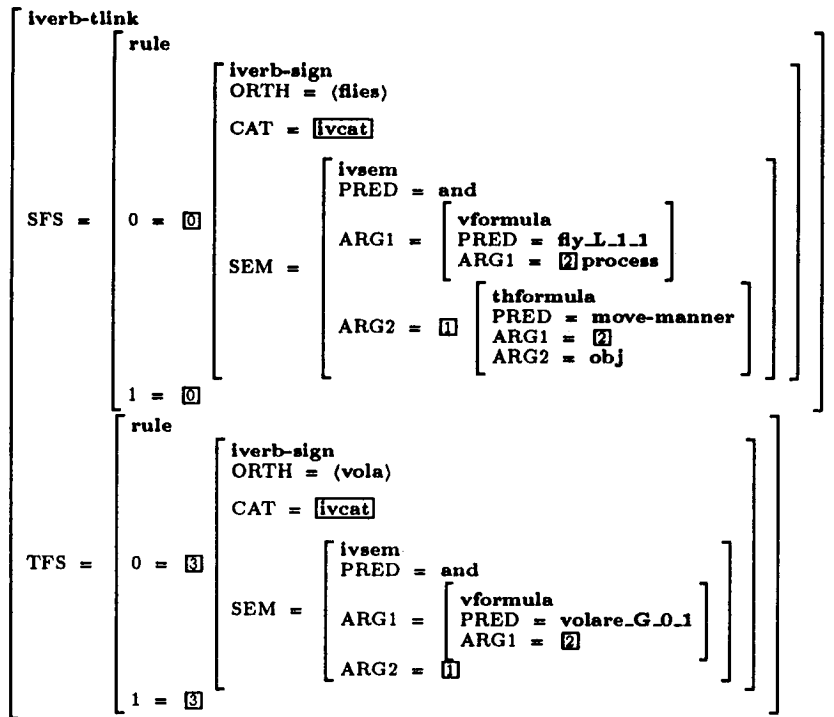 iverb-tlink
rule
iverb-sign
ORTH = ⟨flies⟩
CAT = ivcat
ivsem
PRED = and
vformula
SFS = 0 = 0 ARG1 = PRED = fly_L_1_1
ARG1 = 2 process
SEM =
thformula
PRED = move-manner
ARG2 = 1 ARG1 = 2
ARG2 = obj
1 = 0
rule
iverb-sign
ORTH = ⟨vola⟩
CAT = ivcat
ivsem
TFS = 0 = 3 PRED = and
vformula
SEM = ARG1 = PRED = volare_G_0_1
ARG1 = 2
ARG2 = 1
1 = 3